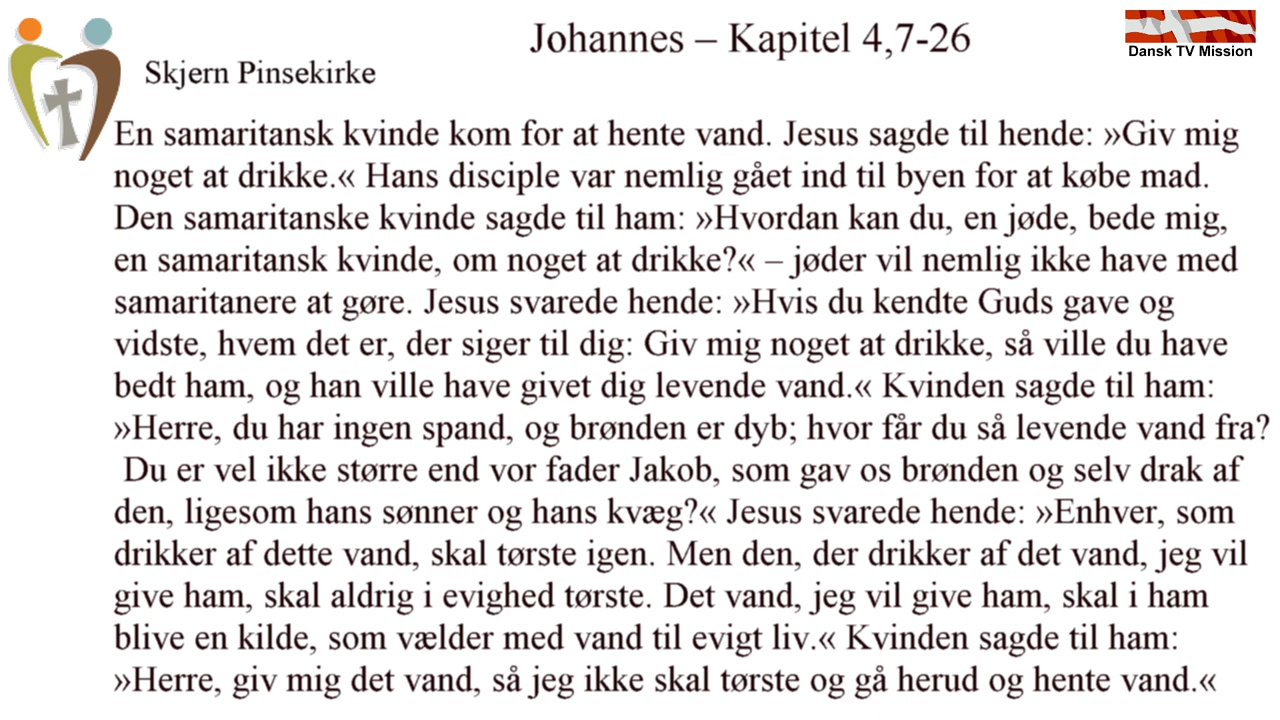 Johannes – Kapitel 4,7-26
Dansk TV Mission
Skjern Pinsekirke
En samaritansk kvinde kom for at hente vand. Jesus sagde til hende: »Giv mig
noget at drikke.« Hans disciple var nemlig gået ind til byen for at købe mad.
Den samaritanske kvinde sagde til ham: »Hvordan kan du, en jøde, bede mig,
en samaritansk kvinde, om noget at drikke?« – jøder vil nemlig ikke have med
samaritanere at gøre. Jesus svarede hende: »Hvis du kendte Guds gave og
vidste, hvem det er, der siger til dig: Giv mig noget at drikke, så ville du have
bedt ham, og han ville have givet dig levende vand.« Kvinden sagde til ham:
»Herre, du har ingen spand, og brønden er dyb; hvor får du så levende vand fra?
Du er vel ikke større end vor fader Jakob, som gav os brønden og selv drak af
den, ligesom hans sønner og hans kvæg?« Jesus svarede hende: »Enhver, som
drikker af dette vand, skal tørste igen. Men den, der drikker af det vand, jeg vil
give ham, skal aldrig i evighed tørste. Det vand, jeg vil give ham, skal i ham
blive en kilde, som vælder med vand til evigt liv.« Kvinden sagde til ham:
»Herre, giv mig det vand, så jeg ikke skal tørste og gå herud og hente vand.«